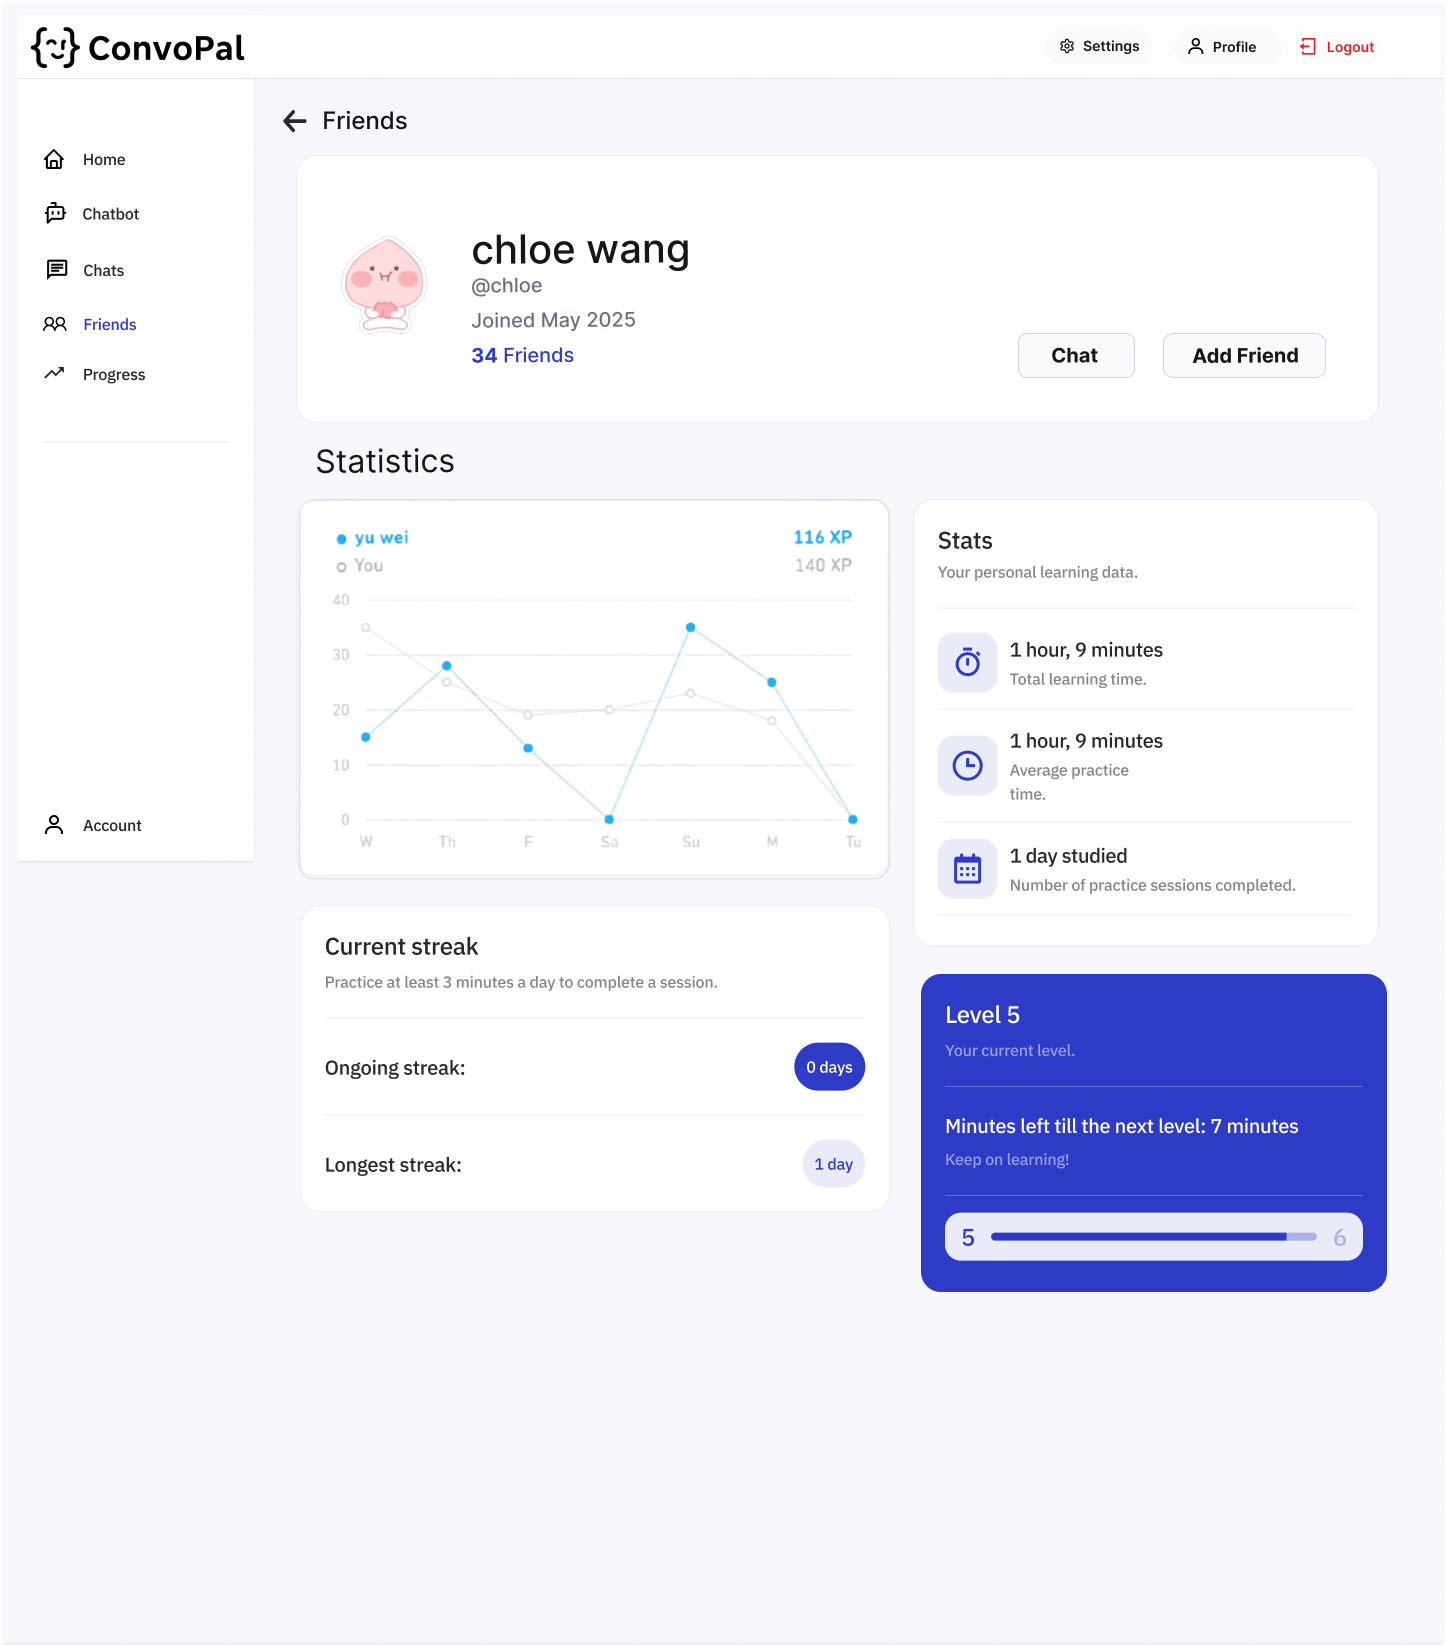 ConvoPal
Settings
Profile
Logout
Home
Chatbot
Chats
Friends
Progress
Account
Friends
chloe wang
@chloe
Joined May 2025
34 Friends
Chat
Add Friend
Statistics
yu wei 116 XP
You 140 XP
40
30
20
10
0
W Th F Sa Su M Tu
Stats
Your personal learning data.
1 hour, 9 minutes
Total learning time.
1 hour, 9 minutes
Average practice
time.
1 day studied
Number of practice sessions completed.
Current streak
Practice at least 3 minutes a day to complete a session.
Ongoing streak: 0 days
Longest streak: 1 day
Level 5
Your current level.
Minutes left till the next level: 7 minutes
Keep on learning!
5 6